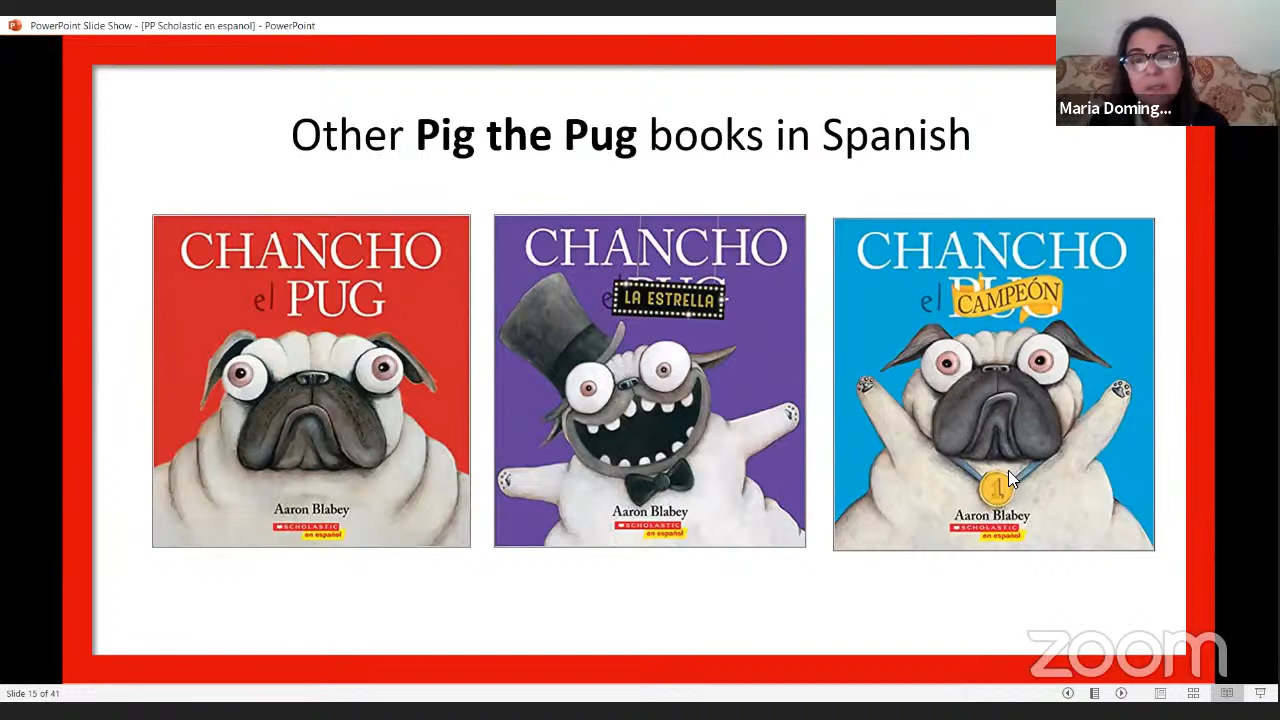 PowerPoint Slide Show - [PP Scholastic en espanol] - PowerPoint
Maria Doming...
Other Pig the Pug books in Spanish
CHANCHO
el PUG
Aaron Blabey
SCHOLASTIC
en español
CHANCHO
LA ESTRELLA
Aaron Blabey
SCHOLASTIC
en español
CHANCHO
el
CAMPEÓN
1
Aaron Blabey
SCHOLASTIC
en español
zoom
Slide 15 of 41